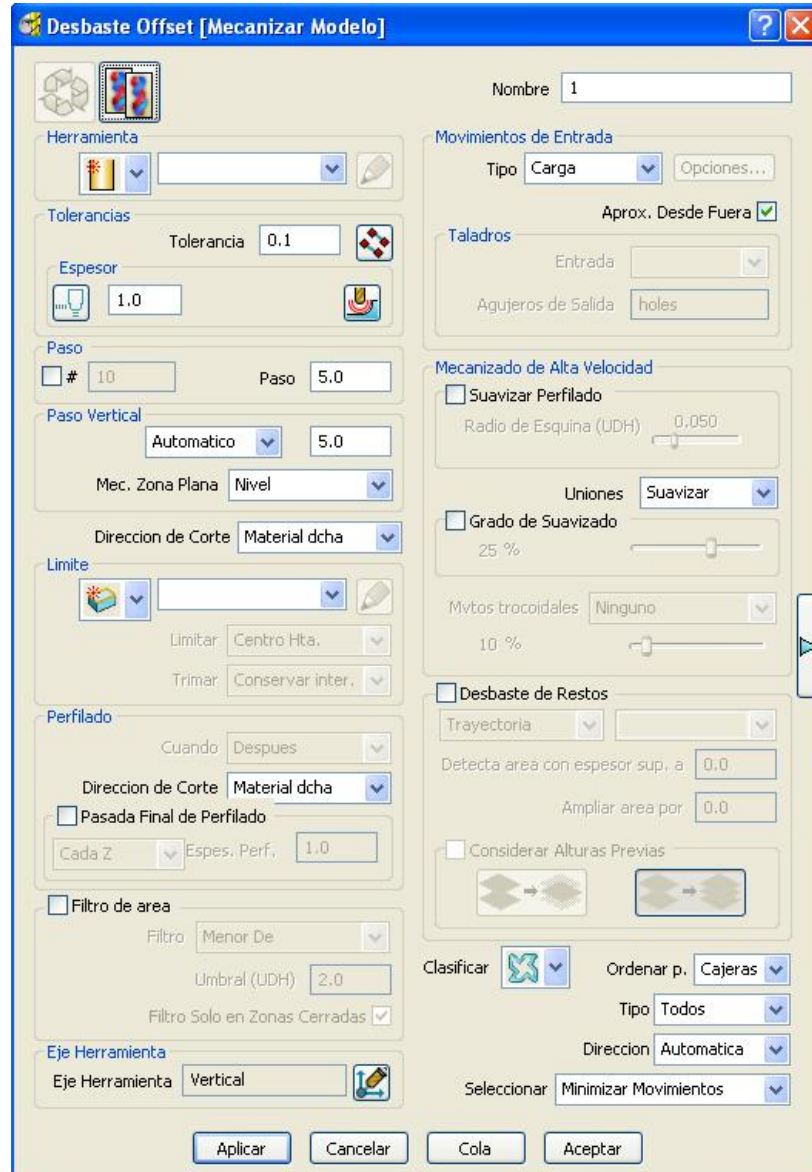 Desbaste Offset [Mecanizar Modelo]
Nombre 1
Herramienta
Tolerancias
Tolerancia 0.1
Espesor
1.0
Paso
# 10 Paso 5.0
Paso Vertical
Automatico 5.0
Mec. Zona Plana Nivel
Direccion de Corte Material dcha
Limite
Limitar Centro Hta.
Trimar Conservar inter.
Perfilado
Cuando Despues
Direccion de Corte Material dcha
Pasada Final de Perfilado
Cada Z Espes. Perf. 1.0
Filtro de area
Filtro Menor De
Umbral (UDH) 2.0
Filtro Solo en Zonas Cerradas
Eje Herramienta
Eje Herramienta Vertical
Movimientos de Entrada
Tipo Carga Opciones...
Aprox. Desde Fuera
Taladros
Entrada
Agujeros de Salida holes
Mecanizado de Alta Velocidad
Suavizar Perfilado
Radio de Esquina (UDH) 0.050
Uniones Suavizar
Grado de Suavizado
25 %
Mvtos trocoidales Ninguno
10 %
Desbaste de Restos
Trayectoria
Detecta area con espesor sup. a 0.0
Ampliar area por 0.0
Considerar Alturas Previas
Clasificar Ordenar p. Cajeras
Tipo Todos
Direccion Automatica
Seleccionar Minimizar Movimientos
Aplicar Cancelar Cola Aceptar